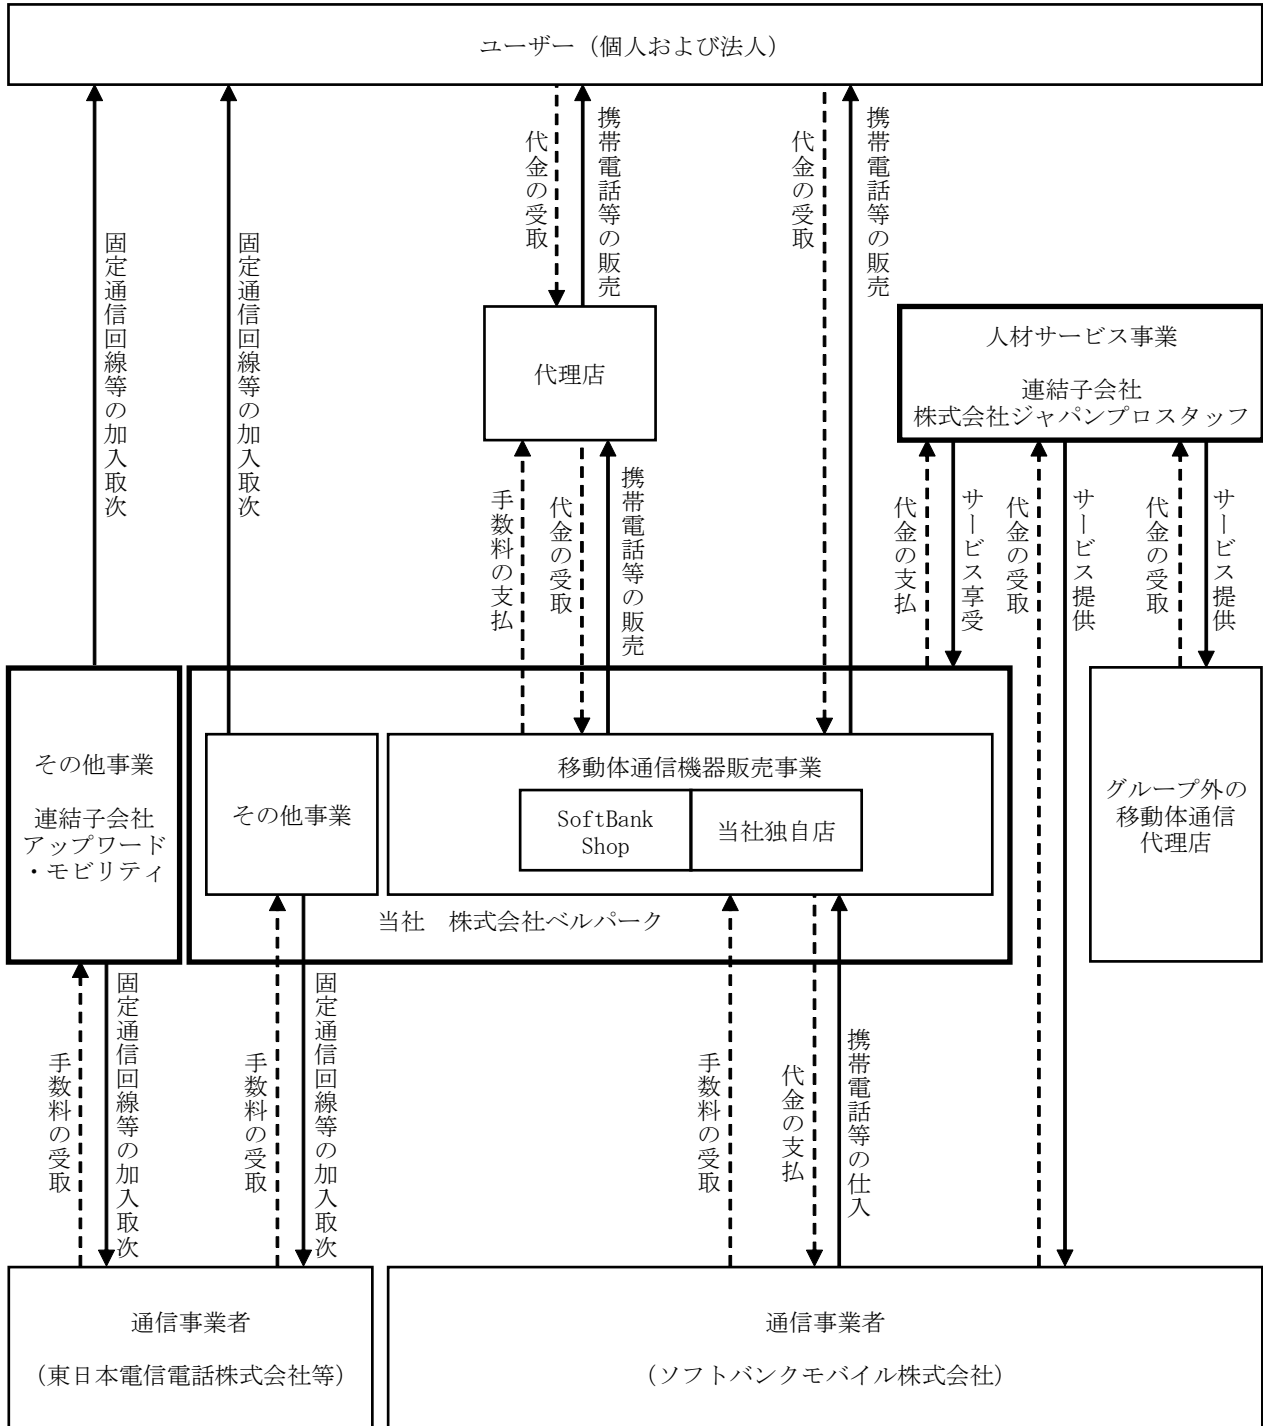 ユーザー（個人および法人）
固定通信回線等の加入取次
固定通信回線等の加入取次
代金の受取
携帯電話等の販売
代金の受取
携帯電話等の販売
代理店
人材サービス事業
連結子会社
株式会社ジャパンプロスタッフ
手数料の支払
代金の受取
携帯電話等の販売
代金の支払
サービス享受
代金の受取
サービス提供
代金の受取
サービス提供
その他事業
連結子会社
アップワード
・モビリティ
その他事業
移動体通信機器販売事業
SoftBank
Shop
当社独自店
当社　株式会社ベルパーク
グループ外の
移動体通信
代理店
手数料の受取
固定通信回線等の加入取次
手数料の受取
固定通信回線等の加入取次
手数料の受取
代金の支払
携帯電話等の仕入
通信事業者
（東日本電信電話株式会社等）
通信事業者
（ソフトバンクモバイル株式会社）